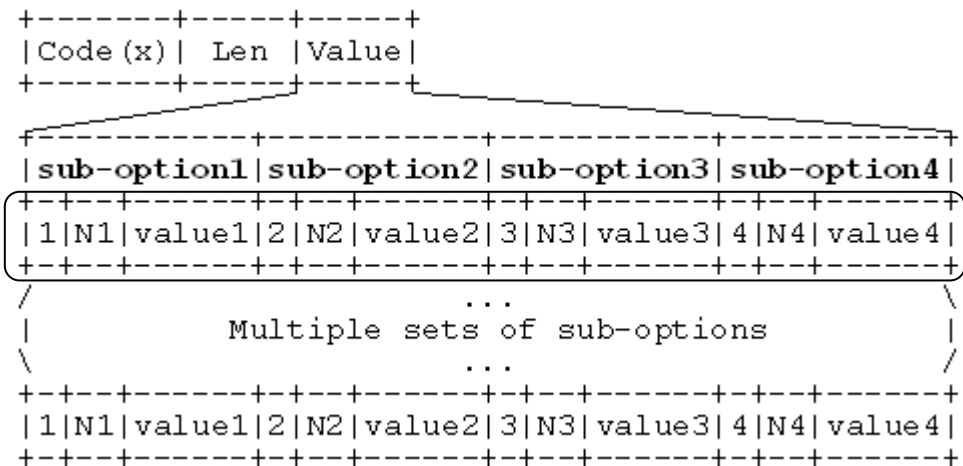 +-------+-----+-----+
|Code(x)| Len |Value|
+-------+-----+-----+
+-----------+-----------+-----------+-----------+
|sub-option1|sub-option2|sub-option3|sub-option4|
+-+--+------+-+--+------+-+--+------+-+--+------+
|1|N1|value1|2|N2|value2|3|N3|value3|4|N4|value4|
+-+--+------+-+--+------+-+--+------+-+--+------+
/ ... \
| Multiple sets of sub-options |
\ ... /
+-+--+------+-+--+------+-+--+------+-+--+------+
|1|N1|value1|2|N2|value2|3|N3|value3|4|N4|value4|
+-+--+------+-+--+------+-+--+------+-+--+------+